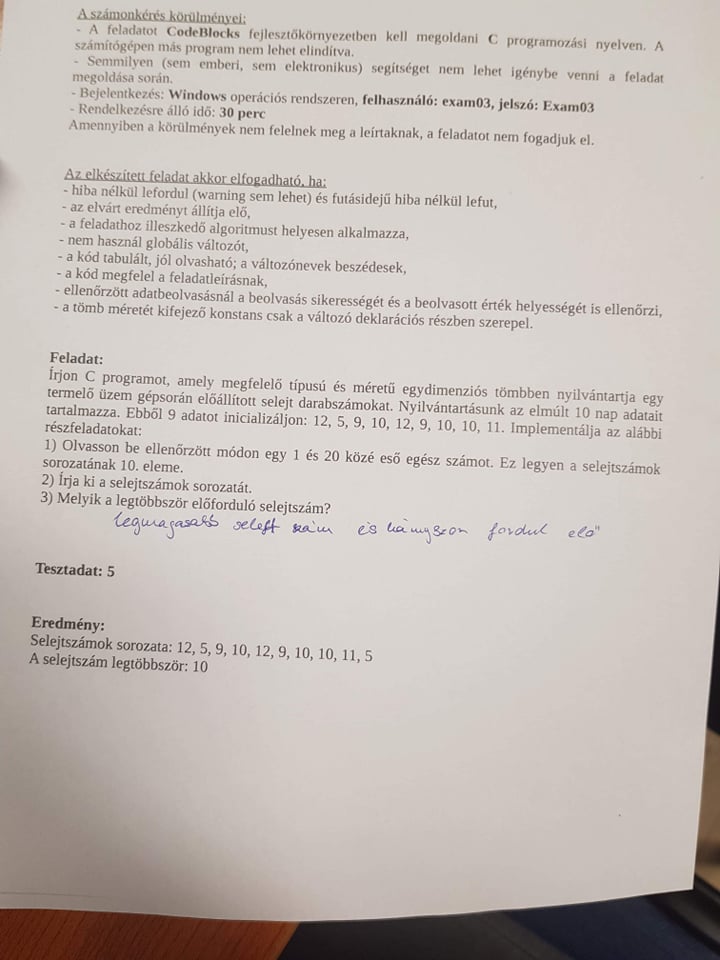 A számonkérés körülményei:
- A feladatot CodeBlocks fejlesztőkörnyezetben kell megoldani C programozási nyelven. A
számítógépen más program nem lehet elindítva.
- Semmilyen (sem emberi, sem elektronikus) segítséget nem lehet igénybe venni a feladat
megoldása során.
- Bejelentkezés: Windows operációs rendszeren, felhasználó: exam03, jelszó: Exam03
- Rendelkezésre álló idő: 30 perc
Amennyiben a körülmények nem felelnek meg a leírtaknak, a feladatot nem fogadjuk el.
Az elkészített feladat akkor elfogadható, ha:
- hiba nélkül lefordul (warning sem lehet) és futásidejű hiba nélkül lefut,
- az elvárt eredményt állítja elő,
- a feladathoz illeszkedő algoritmust helyesen alkalmazza,
- nem használ globális változót,
- a kód tabulált, jól olvasható; a változónevek beszédesek,
- a kód megfelel a feladatleírásnak,
- ellenőrzött adatbeolvasásnál a beolvasás sikerességét és a beolvasott érték helyességét is ellenőrzi,
- a tömb méretét kifejező konstans csak a változó deklarációs részben szerepel.
Feladat:
Írjon C programot, amely megfelelő típusú és méretű egydimenziós tömbben nyilvántartja egy
termelő üzem gépsorán előállított selejt darabszámokat. Nyilvántartásunk az elmúlt 10 nap adatait
tartalmazza. Ebből 9 adatot inicializáljon: 12, 5, 9, 10, 12, 9, 10, 10, 11. Implementálja az alábbi
részfeladatokat:
1) Olvasson be ellenőrzött módon egy 1 és 20 közé eső egész számot. Ez legyen a selejtszámok
sorozatának 10. eleme.
2) Írja ki a selejtszámok sorozatát.
3) Melyik a legtöbbször előforduló selejtszám?
legmagasabb selejt szám és hányszor fordul elő"
Tesztadat: 5
Eredmény:
Selejtszámok sorozata: 12, 5, 9, 10, 12, 9, 10, 10, 11, 5
A selejtszám legtöbbször: 10